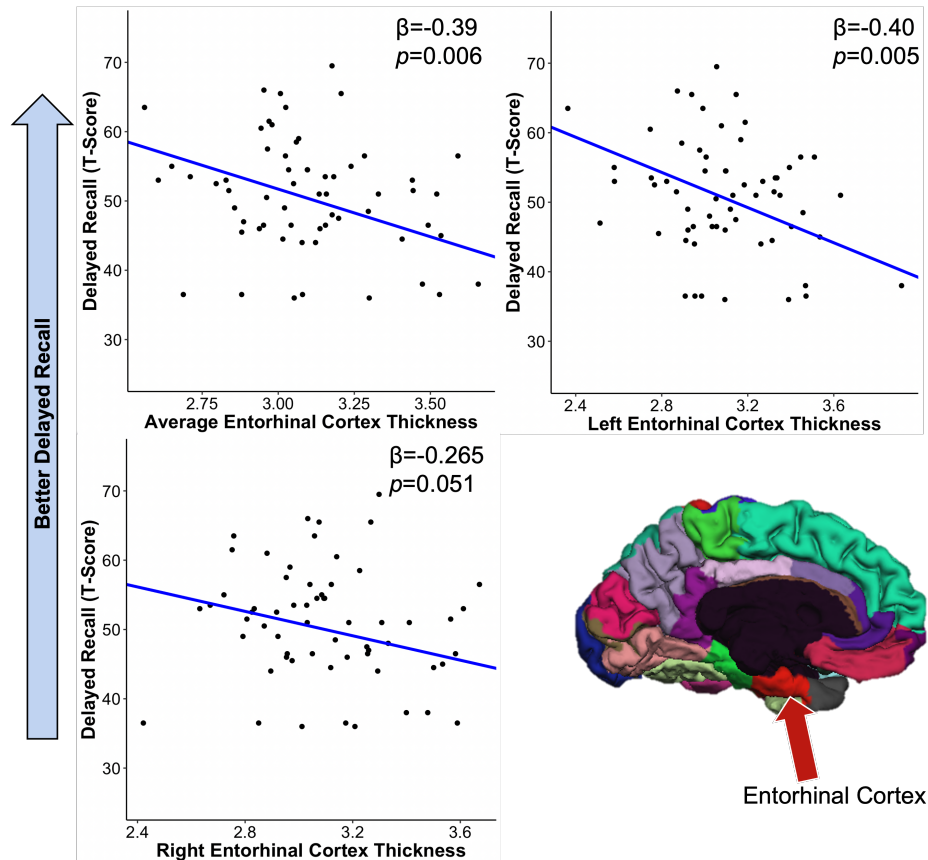 Better Delayed Recall
β=-0.39
p=0.006
Delayed Recall (T-Score)
70
60
50
40
30
2.75 3.00 3.25 3.50
Average Entorhinal Cortex Thickness
β=-0.40
p=0.005
Delayed Recall (T-Score)
70
60
50
40
30
2.4 2.8 3.2 3.6
Left Entorhinal Cortex Thickness
β=-0.265
p=0.051
Delayed Recall (T-Score)
70
60
50
40
30
2.4 2.8 3.2 3.6
Right Entorhinal Cortex Thickness
Entorhinal Cortex